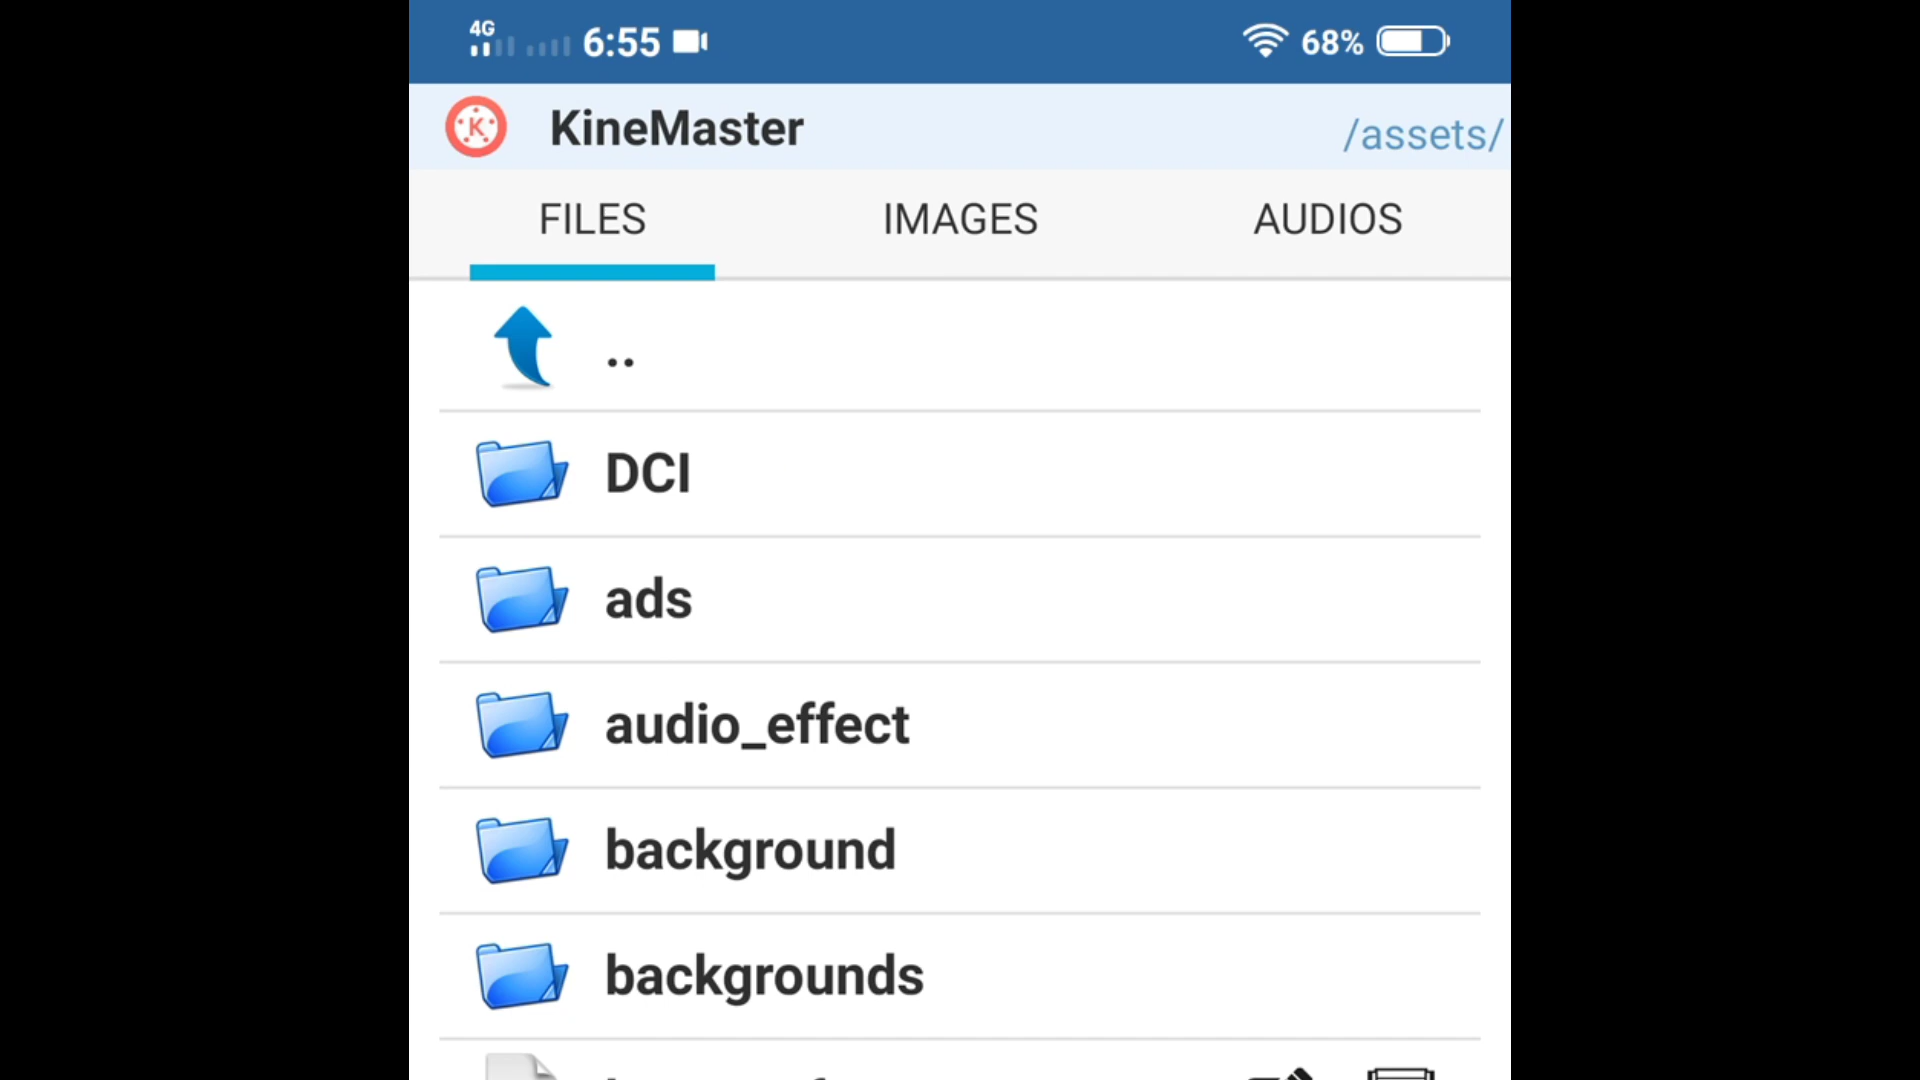 4G 6:55 68%
K KineMaster /assets/
FILES IMAGES AUDIOS
..
DCI
ads
audio_effect
background
backgrounds